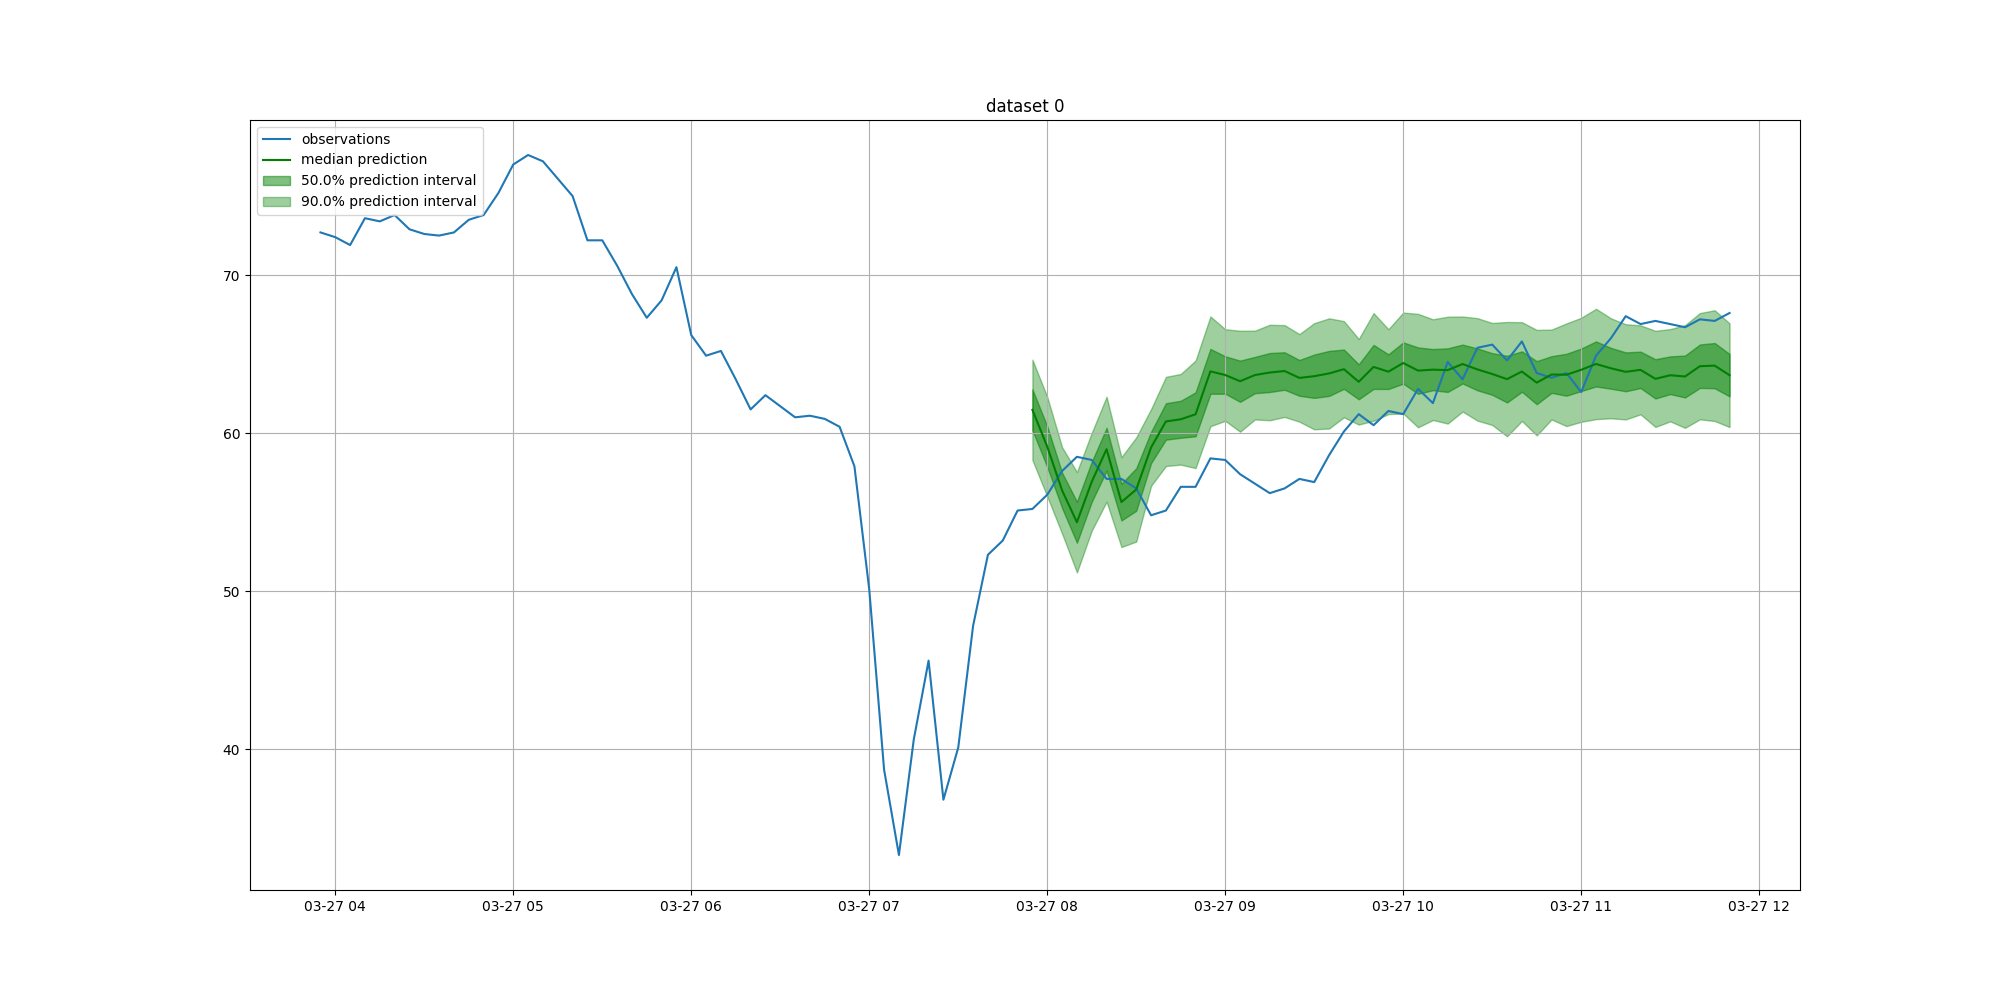 dataset 0
observations
median prediction
50.0% prediction interval
90.0% prediction interval
70
60
50
40
03-27 04
03-27 05
03-27 06
03-27 07
03-27 08
03-27 09
03-27 10
03-27 11
03-27 12